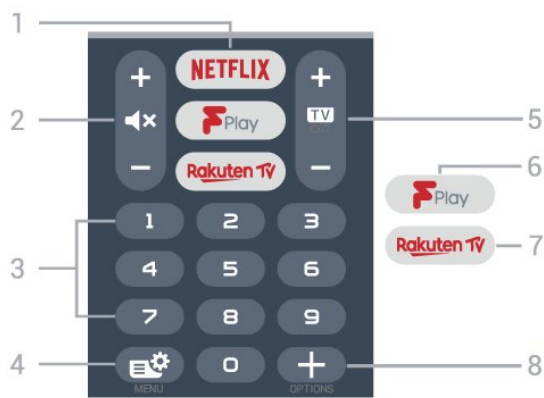 1
NETFLIX
+ +
2
TV
EXIT
5
F Play
− −
Rakuten TV
6
F Play
Rakuten TV
7
3
1 2 3
4 5 6
7 8 9
4
0 +
8
MENU OPTIONS